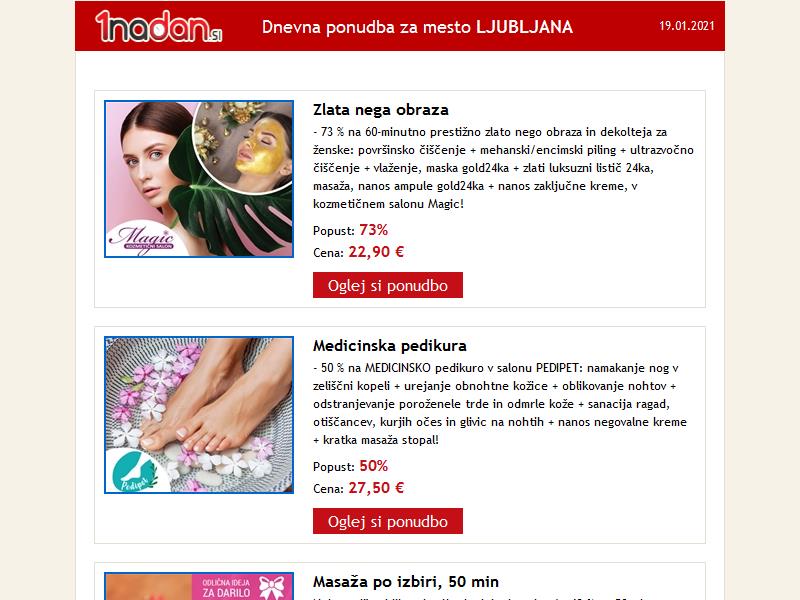 1nadan.si
Dnevna ponudba za mesto LJUBLJANA
19.01.2021
Zlata nega obraza
- 73 % na 60-minutno prestižno zlato nego obraza in dekolteja za
ženske: površinsko čiščenje + mehanski/encimski piling + ultrazvočno
čiščenje + vlaženje, maska gold24ka + zlati luksuzni listič 24ka,
masaža, nanos ampule gold24ka + nanos zaključne kreme, v
kozmetičnem salonu Magic!
Popust: 73%
Cena: 22,90 €
Oglej si ponudbo
Magic
KOZMETIČNI SALON
Medicinska pedikura
- 50 % na MEDICINSKO pedikuro v salonu PEDIPET: namakanje nog v
zeliščni kopeli + urejanje obnohtne kožice + oblikovanje nohtov +
odstranjevanje poroženele trde in odmrle kože + sanacija ragad,
otiščancev, kurjih očes in glivic na nohtih + nanos negovalne kreme
+ kratka masaža stopal!
Popust: 50%
Cena: 27,50 €
Oglej si ponudbo
Pedipet
ODLIČNA IDEJA
ZA DARILO
Masaža po izbiri, 50 min